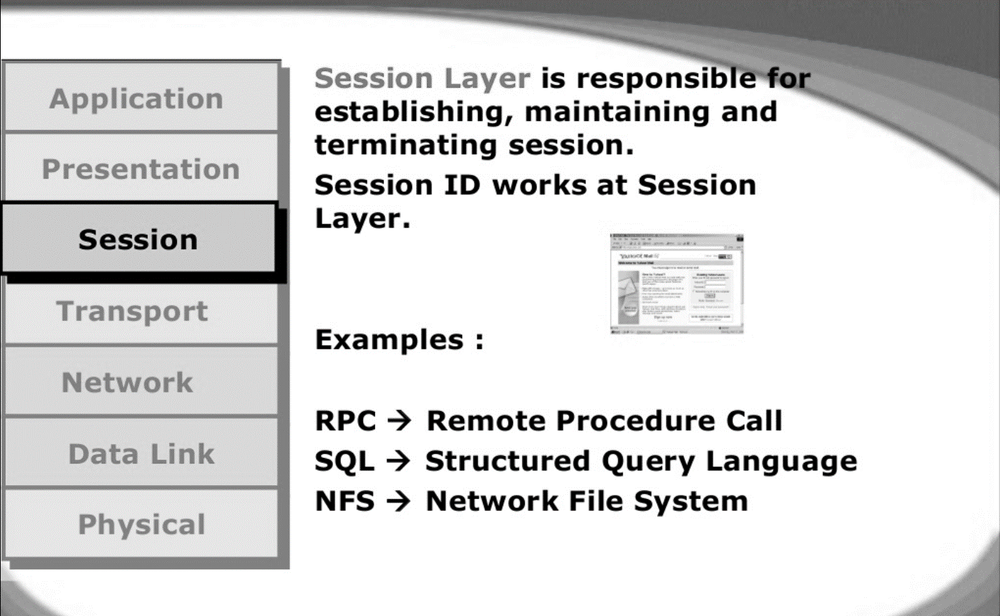 Application
Presentation
Session
Transport
Network
Data Link
Physical
Session Layer is responsible for
establishing, maintaining and
terminating session.
Session ID works at Session
Layer.
Examples :
RPC → Remote Procedure Call
SQL → Structured Query Language
NFS → Network File System